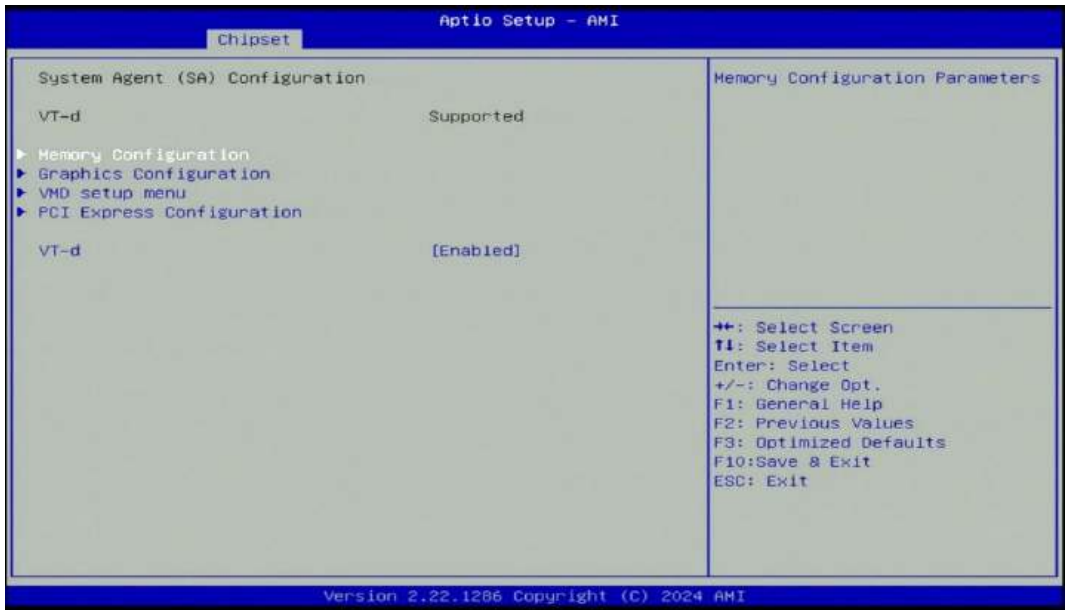 Aptio Setup - AMI
Chipset
System Agent (SA) Configuration
VT-d Supported
Memory Configuration
Graphics Configuration
VMD setup menu
PCI Express Configuration
VT-d [Enabled]
Memory Configuration Parameters
→←: Select Screen
↑↓: Select Item
Enter: Select
+/-: Change Opt.
F1: General Help
F2: Previous Values
F3: Optimized Defaults
F10:Save & Exit
ESC: Exit
Version 2.22.1286 Copyright (C) 2024 AMI